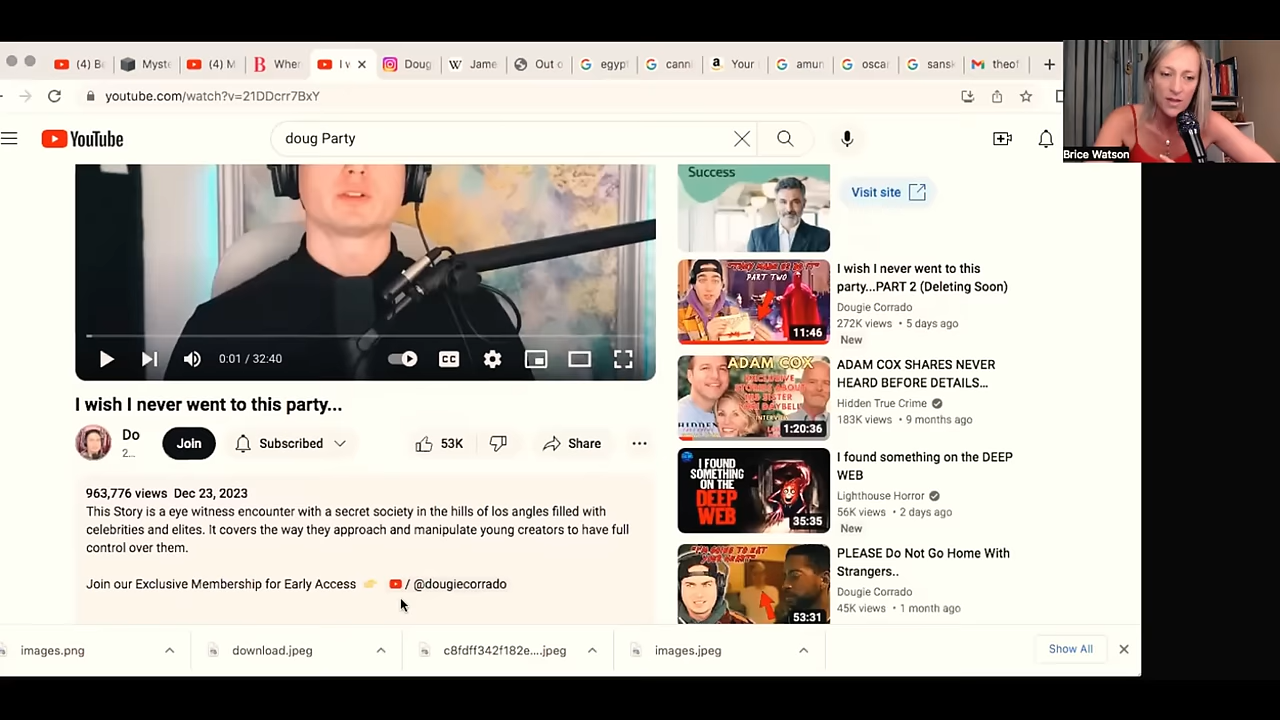 (4) Be
Myste
(4) M
B Wher
I w
Doug
W Jame
Out o
egypt
canni
a Your
amun
oscar
sansk
theof
youtube.com/watch?v=21DDcrr7BxY
YouTube
doug Party
Brice Watson
Success
Visit site
0:01 / 32:40
CC
I wish I never went to this party...
Do
2...
Join
Subscribed
53K
Share
963,776 views Dec 23, 2023
This Story is a eye witness encounter with a secret society in the hills of los angles filled with
celebrities and elites. It covers the way they approach and manipulate young creators to have full
control over them.
Join our Exclusive Membership for Early Access 👉 / @dougiecorrado
PART TWO
11:46
I wish I never went to this
party...PART 2 (Deleting Soon)
Dougie Corrado
272K views • 5 days ago
New
ADAM COX
HIDDEN
INTERVIEW
1:20:36
ADAM COX SHARES NEVER
HEARD BEFORE DETAILS...
Hidden True Crime
183K views • 9 months ago
I FOUND
SOMETHING
ON THE
DEEP
WEB
35:35
I found something on the DEEP
WEB
Lighthouse Horror
56K views • 2 days ago
New
53:31
PLEASE Do Not Go Home With
Strangers..
Dougie Corrado
45K views • 1 month ago
images.png
download.jpeg
c8fdff342f182e....jpeg
images.jpeg
Show All